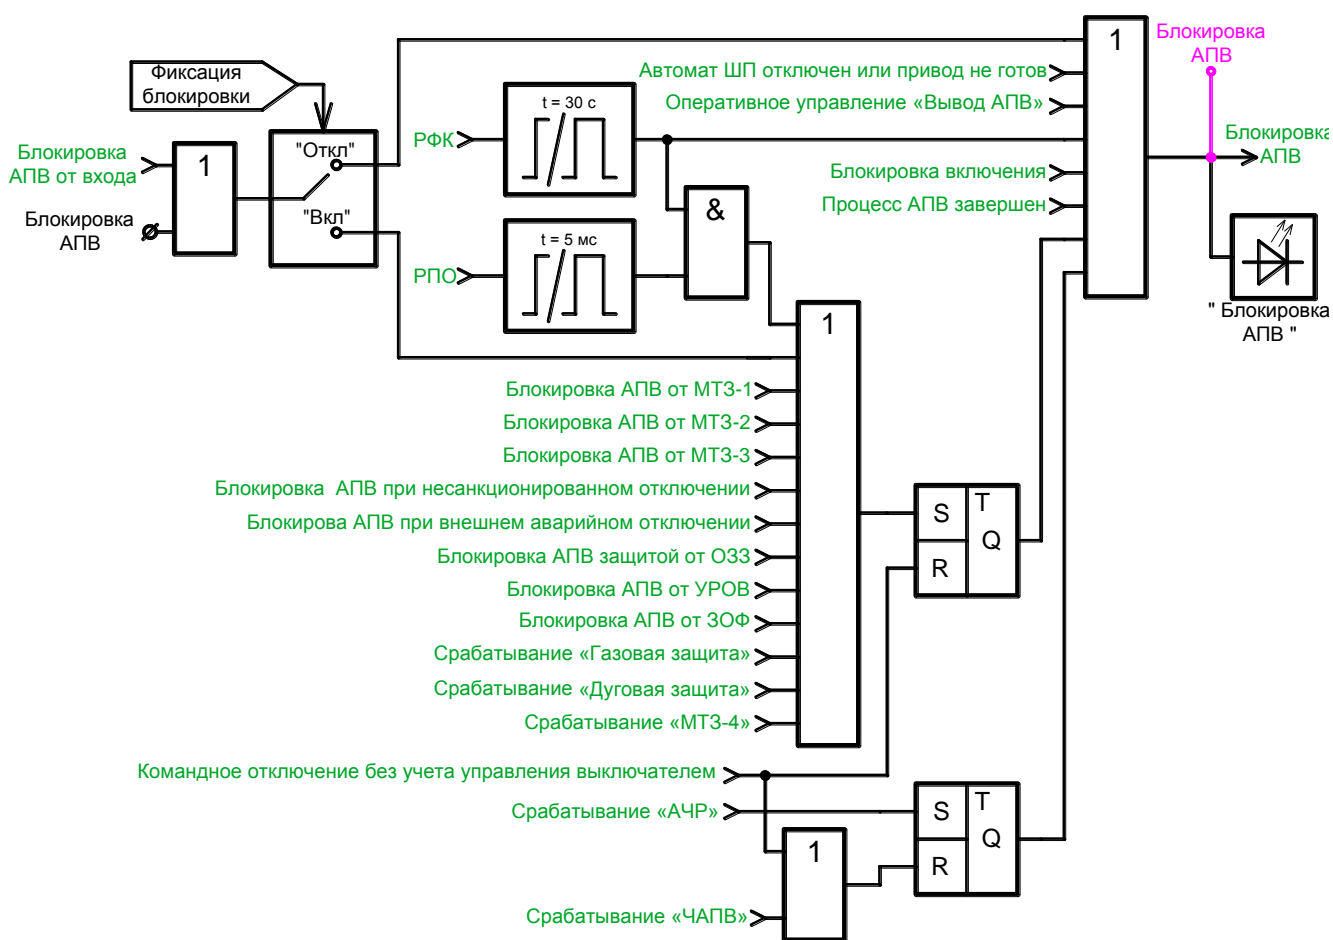 Блокировка
АПВ
1
Автомат ШП отключен или привод не готов
Фиксация
блокировки
t = 30 с
Оперативное управление «Вывод АПВ»
РФК
"Откл"
Блокировка
АПВ от входа
1
Блокировка
АПВ
Блокировка включения
Процесс АПВ завершен
&
"Вкл"
Блокировка
АПВ
t = 5 мс
РПО
" Блокировка
АПВ "
1
Блокировка АПВ от МТЗ-1
Блокировка АПВ от МТЗ-2
Блокировка АПВ от МТЗ-3
Блокировка АПВ при несанкционированном отключении
Блокирова АПВ при внешнем аварийном отключении
Блокировка АПВ защитой от ОЗЗ
Блокировка АПВ от УРОВ
Блокировка АПВ от ЗОФ
Срабатывание «Газовая защита»
Срабатывание «Дуговая защита»
Срабатывание «МТЗ-4»
S
T
Q
R
Командное отключение без учета управления выключателем
Срабатывание «АЧР»
S
T
Q
R
1
Срабатывание «ЧАПВ»